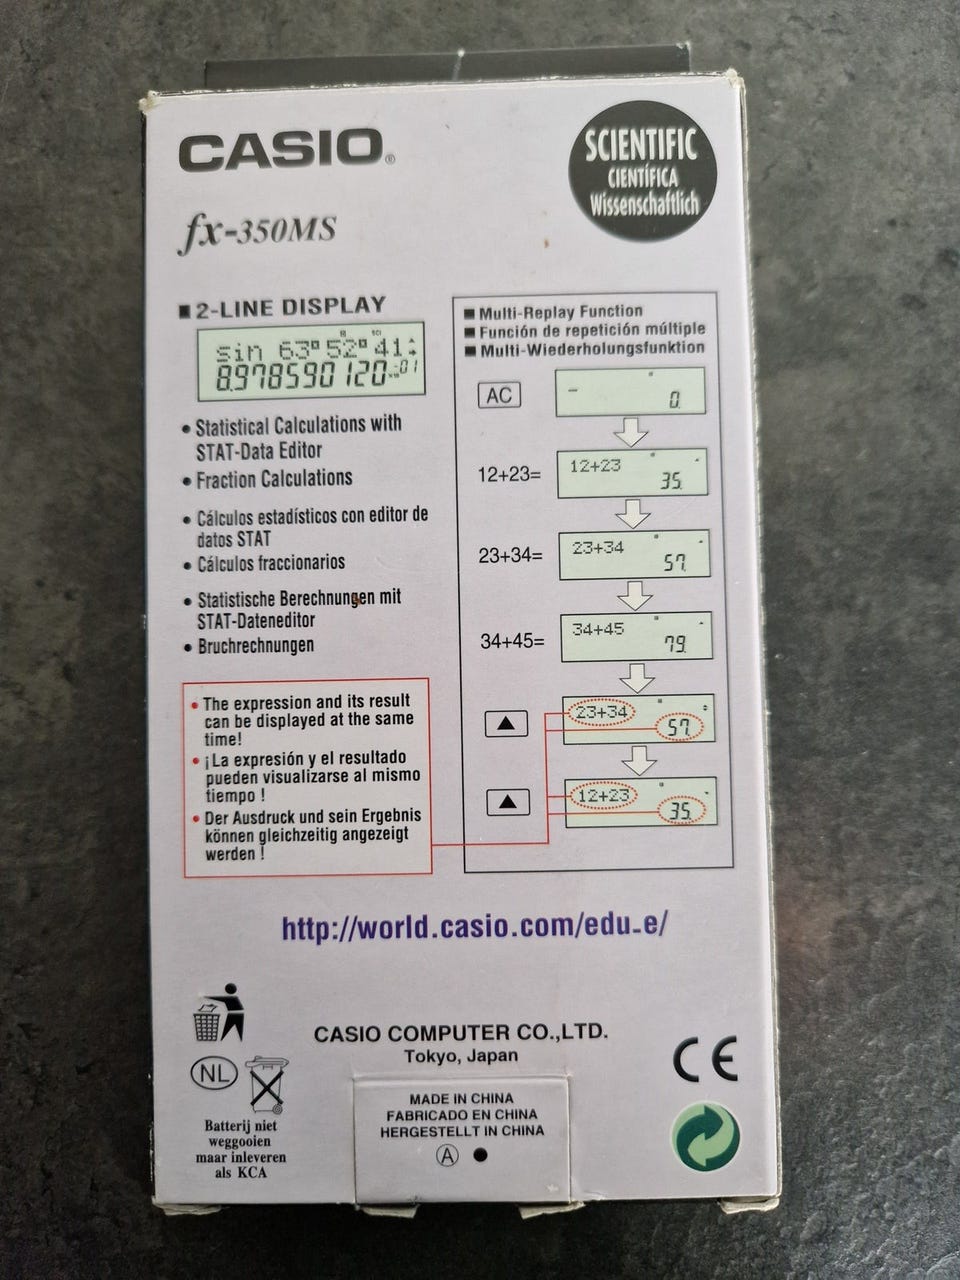 CASIO®
SCIENTIFIC
CIENTÍFICA
Wissenschaftlich
fx-350MS
■ 2-LINE DISPLAY
sin 63°52°41
8.978590120×10-01
• Statistical Calculations with
STAT-Data Editor
• Fraction Calculations
• Cálculos estadísticos con editor de
datos STAT
• Cálculos fraccionarios
• Statistische Berechnungen mit
STAT-Dateneditor
• Bruchrechnungen
• The expression and its result
can be displayed at the same
time!
• ¡La expresión y el resultado
pueden visualizarse al mismo
tiempo !
• Der Ausdruck und sein Ergebnis
können gleichzeitig angezeigt
werden !
■ Multi-Replay Function
■ Función de repetición múltiple
■ Multi-Wiederholungsfunktion
AC
0.
12+23=
12+23
35.
23+34=
23+34
57.
34+45=
34+45
79.
▲
23+34
57.
▲
12+23
35.
http://world.casio.com/edu_e/
CASIO COMPUTER CO.,LTD.
Tokyo, Japan
NL
Batterij niet
weggooien
maar inleveren
als KCA
MADE IN CHINA
FABRICADO EN CHINA
HERGESTELLT IN CHINA
Ⓐ ●
CE